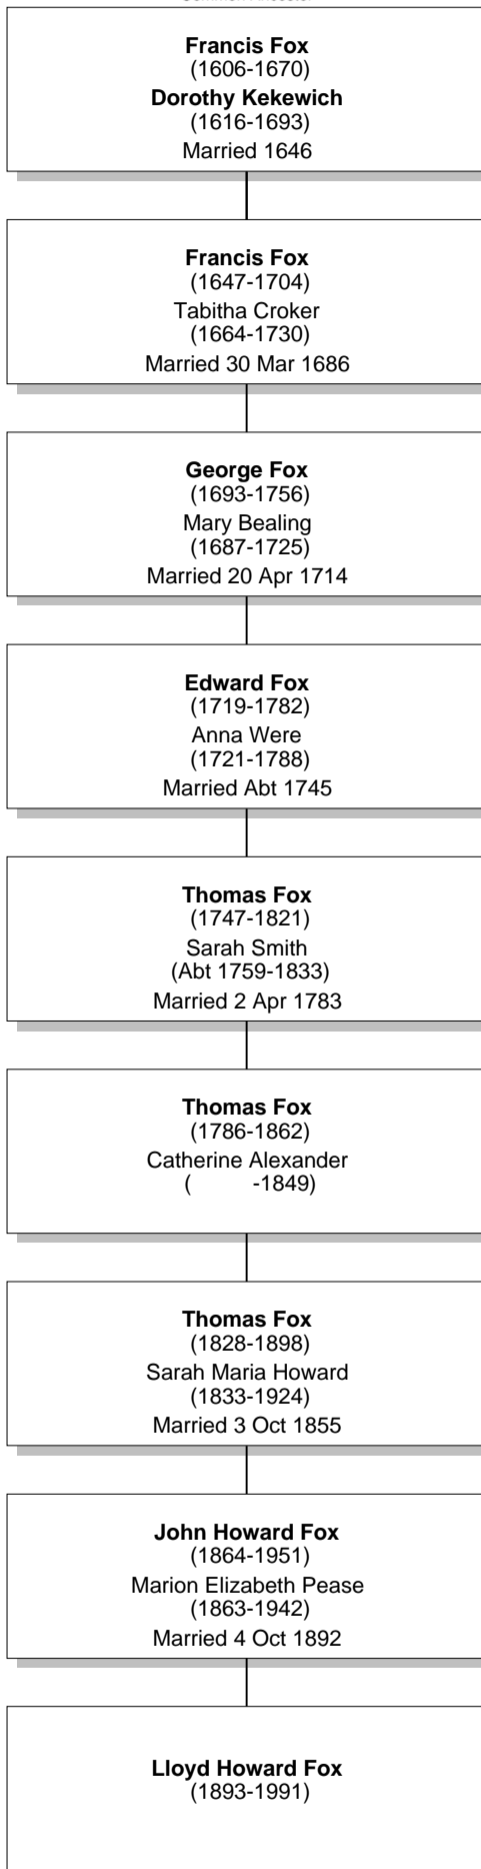 Francis Fox
(1606-1670)
Dorothy Kekewich
(1616-1693)
Married 1646
Francis Fox
(1647-1704)
Tabitha Croker
(1664-1730)
Married 30 Mar 1686
George Fox
(1693-1756)
Mary Bealing
(1687-1725)
Married 20 Apr 1714
Edward Fox
(1719-1782)
Anna Were
(1721-1788)
Married Abt 1745
Thomas Fox
(1747-1821)
Sarah Smith
(Abt 1759-1833)
Married 2 Apr 1783
Thomas Fox
(1786-1862)
Catherine Alexander
( -1849)
Thomas Fox
(1828-1898)
Sarah Maria Howard
(1833-1924)
Married 3 Oct 1855
John Howard Fox
(1864-1951)
Marion Elizabeth Pease
(1863-1942)
Married 4 Oct 1892
Lloyd Howard Fox
(1893-1991)